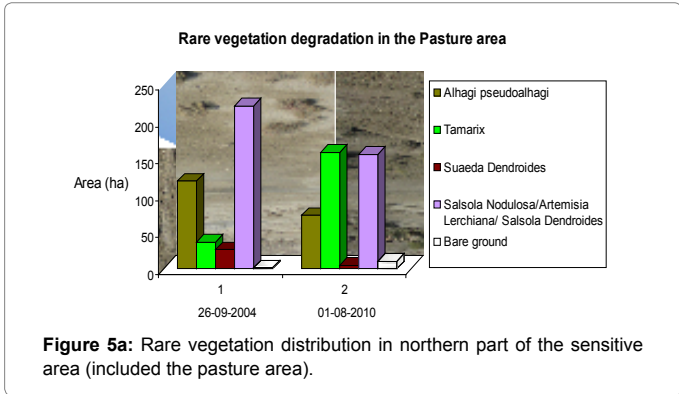 Rare vegetation degradation in the Pasture area
250
200
150
100
50
0
Area (ha)
1
2
26-09-2004
01-08-2010
Alhagi pseudoalhagi
Tamarix
Suaeda Dendroides
Salsola Nodulosa/Artemisia
Lerchiana/ Salsola Dendroides
Bare ground
Figure 5a: Rare vegetation distribution in northern part of the sensitive
area (included the pasture area).